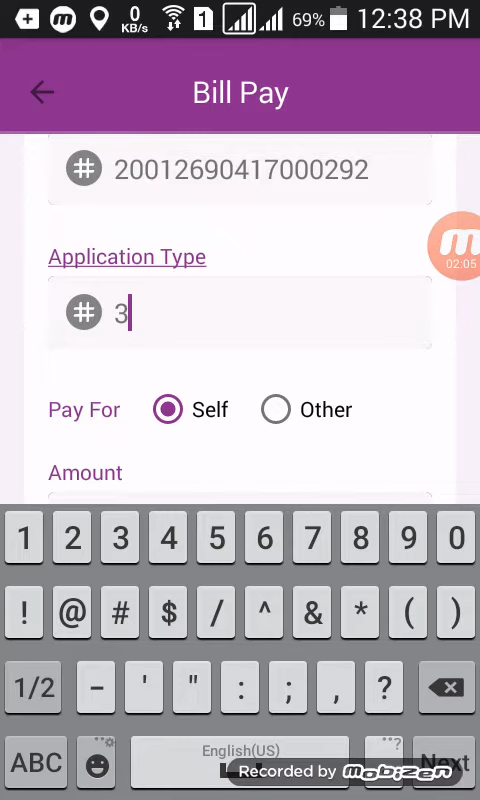 0
KB/s
1
69%
12:38 PM
Bill Pay
# 20012690417000292
Application Type
02:05
# 3
Pay For Self Other
Amount
1 2 3 4 5 6 7 8 9 0
! @ # $ / ^ & * ( )
1/2 - ' " : ; , ?
English(US)
ABC ? Next
Recorded by mobizen